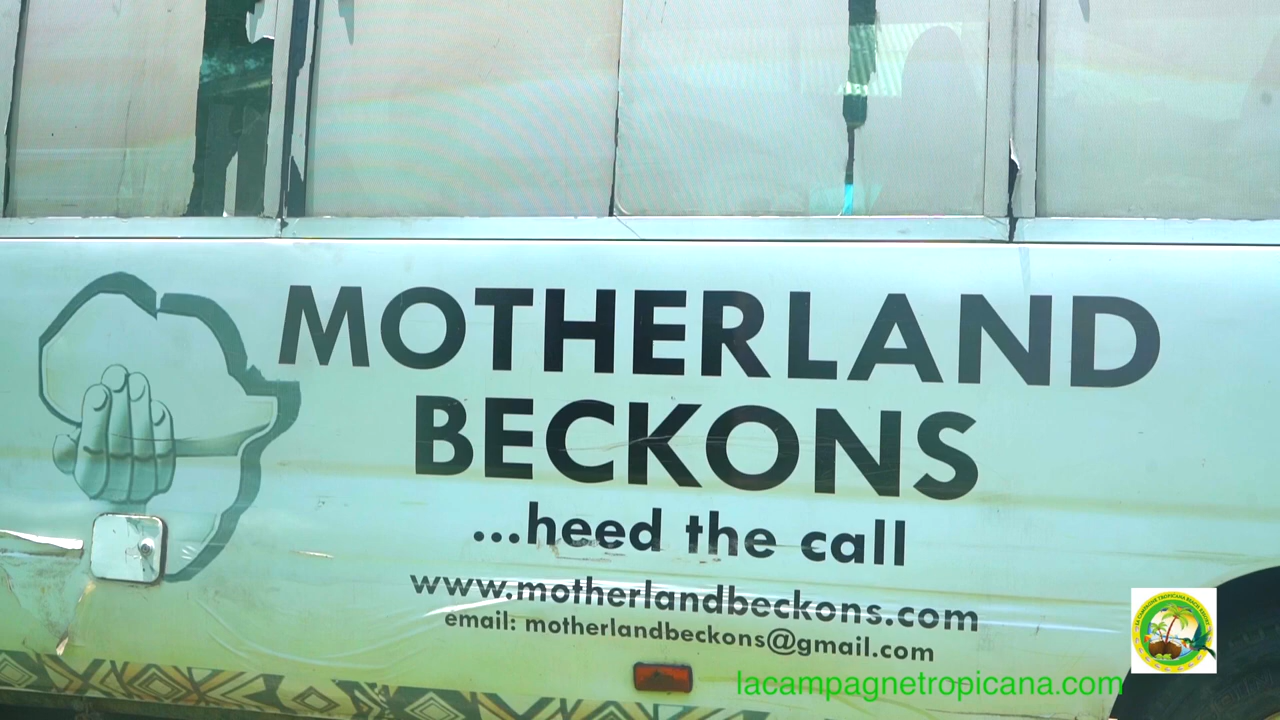 MOTHERLAND
BECKONS
...heed the call
www.motherlandbeckons.com
email: motherlandbeckons@gmail.com
lacampagnetropicana.com